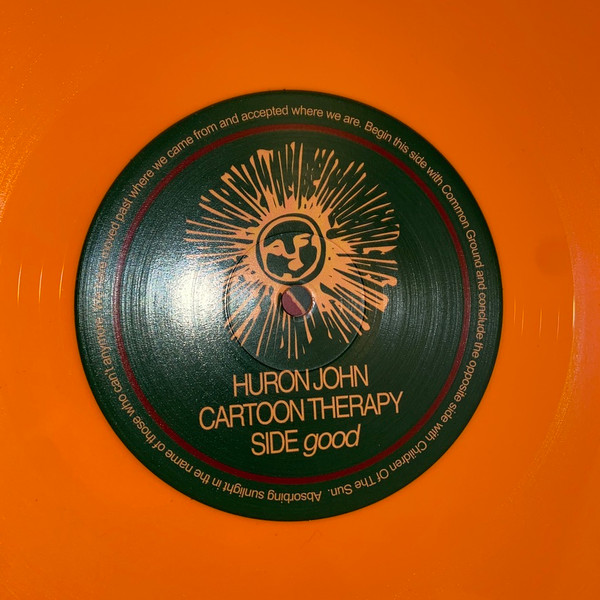 HURON JOHN
CARTOON THERAPY
SIDE good
moved past where we came from and accepted where we are. Begin this side with Common Ground and conclude the opposite side with Children Of The Sun. Absorbing sunlight in the name of those who can't anymore-